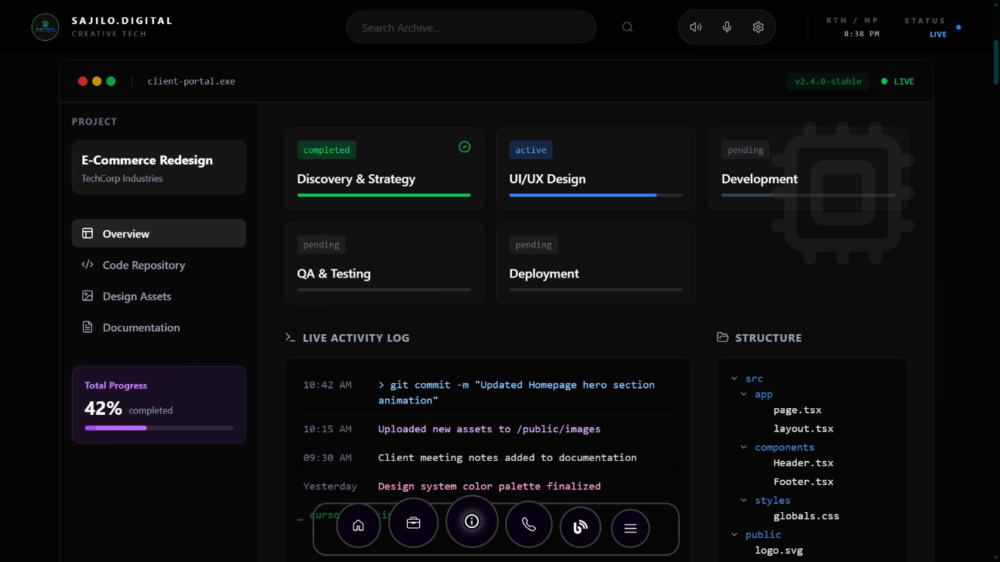 SAJILO.DIGITAL
CREATIVE TECH
Search Archive...
BTN / NP
8:38 PM
STATUS
LIVE
client-portal.exe
v2.4.0-stable
LIVE
PROJECT
E-Commerce Redesign
TechCorp Industries
Overview
Code Repository
Design Assets
Documentation
Total Progress
42% completed
completed
Discovery & Strategy
active
UI/UX Design
pending
Development
pending
QA & Testing
pending
Deployment
>_ LIVE ACTIVITY LOG
10:42 AM > git commit -m "Updated Homepage hero section
animation"
10:15 AM Uploaded new assets to /public/images
09:30 AM Client meeting notes added to documentation
Yesterday Design system color palette finalized
STRUCTURE
src
app
page.tsx
layout.tsx
components
Header.tsx
Footer.tsx
styles
globals.css
public
logo.svg